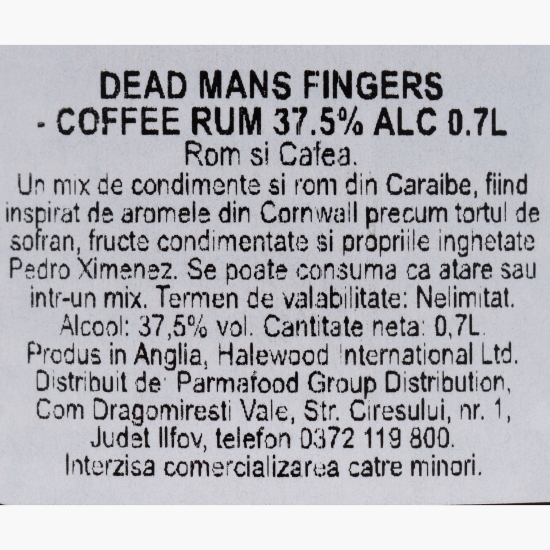 DEAD MANS FINGERS
- COFFEE RUM 37.5% ALC 0.7L
Rom si Cafea.
Un mix de condimente si rom din Caraibe, fiind
inspirat de aromele din Cornwall precum tortul de
sofran, fructe condimentate si propriile inghetate
Pedro Ximenez. Se poate consuma ca atare sau
intr-un mix. Termen de valabilitate: Nelimitat.
Alcool: 37,5% vol. Cantitate neta: 0,7L.
Produs in Anglia, Halewood International Ltd.
Distribuit de: Parmafood Group Distribution,
Com Dragomiresti Vale, Str. Ciresului, nr. 1,
Judet Ilfov, telefon 0372 119 800.
Interzisa comercializarea catre minori.